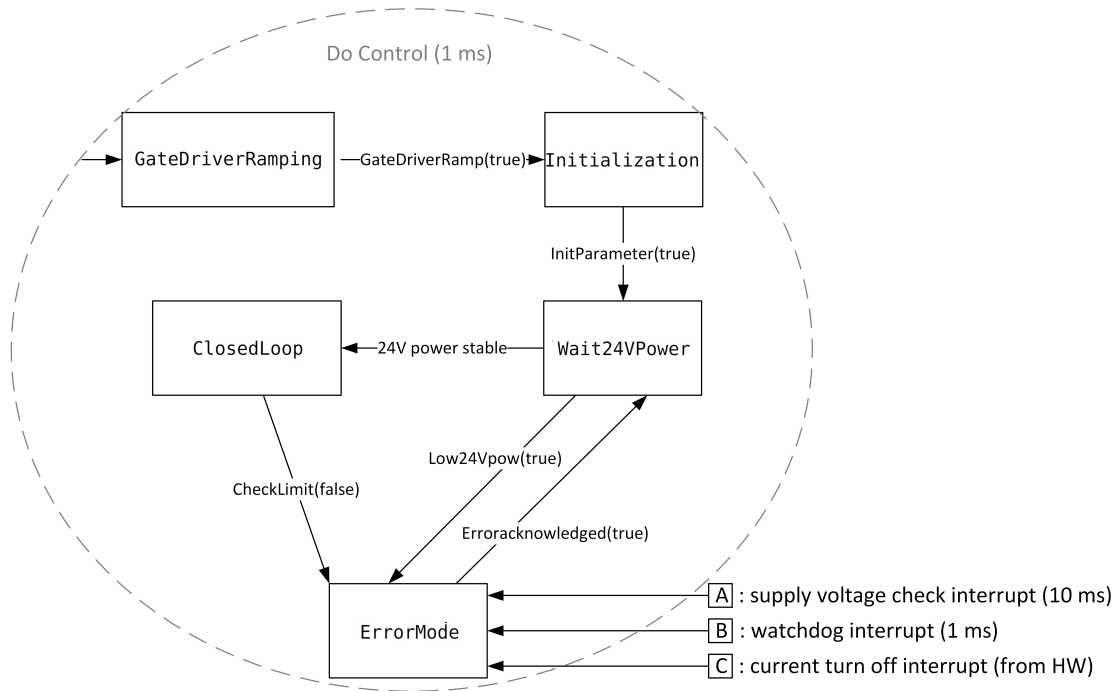 Do Control (1 ms)
GateDriverRamping
GateDriverRamp(true)
Initialization
InitParameter(true)
ClosedLoop
24V power stable
Wait24VPower
Low24Vpow(true)
CheckLimit(false)
Erroracknowledged(true)
A : supply voltage check interrupt (10 ms)
ErrorMode
B : watchdog interrupt (1 ms)
C : current turn off interrupt (from HW)